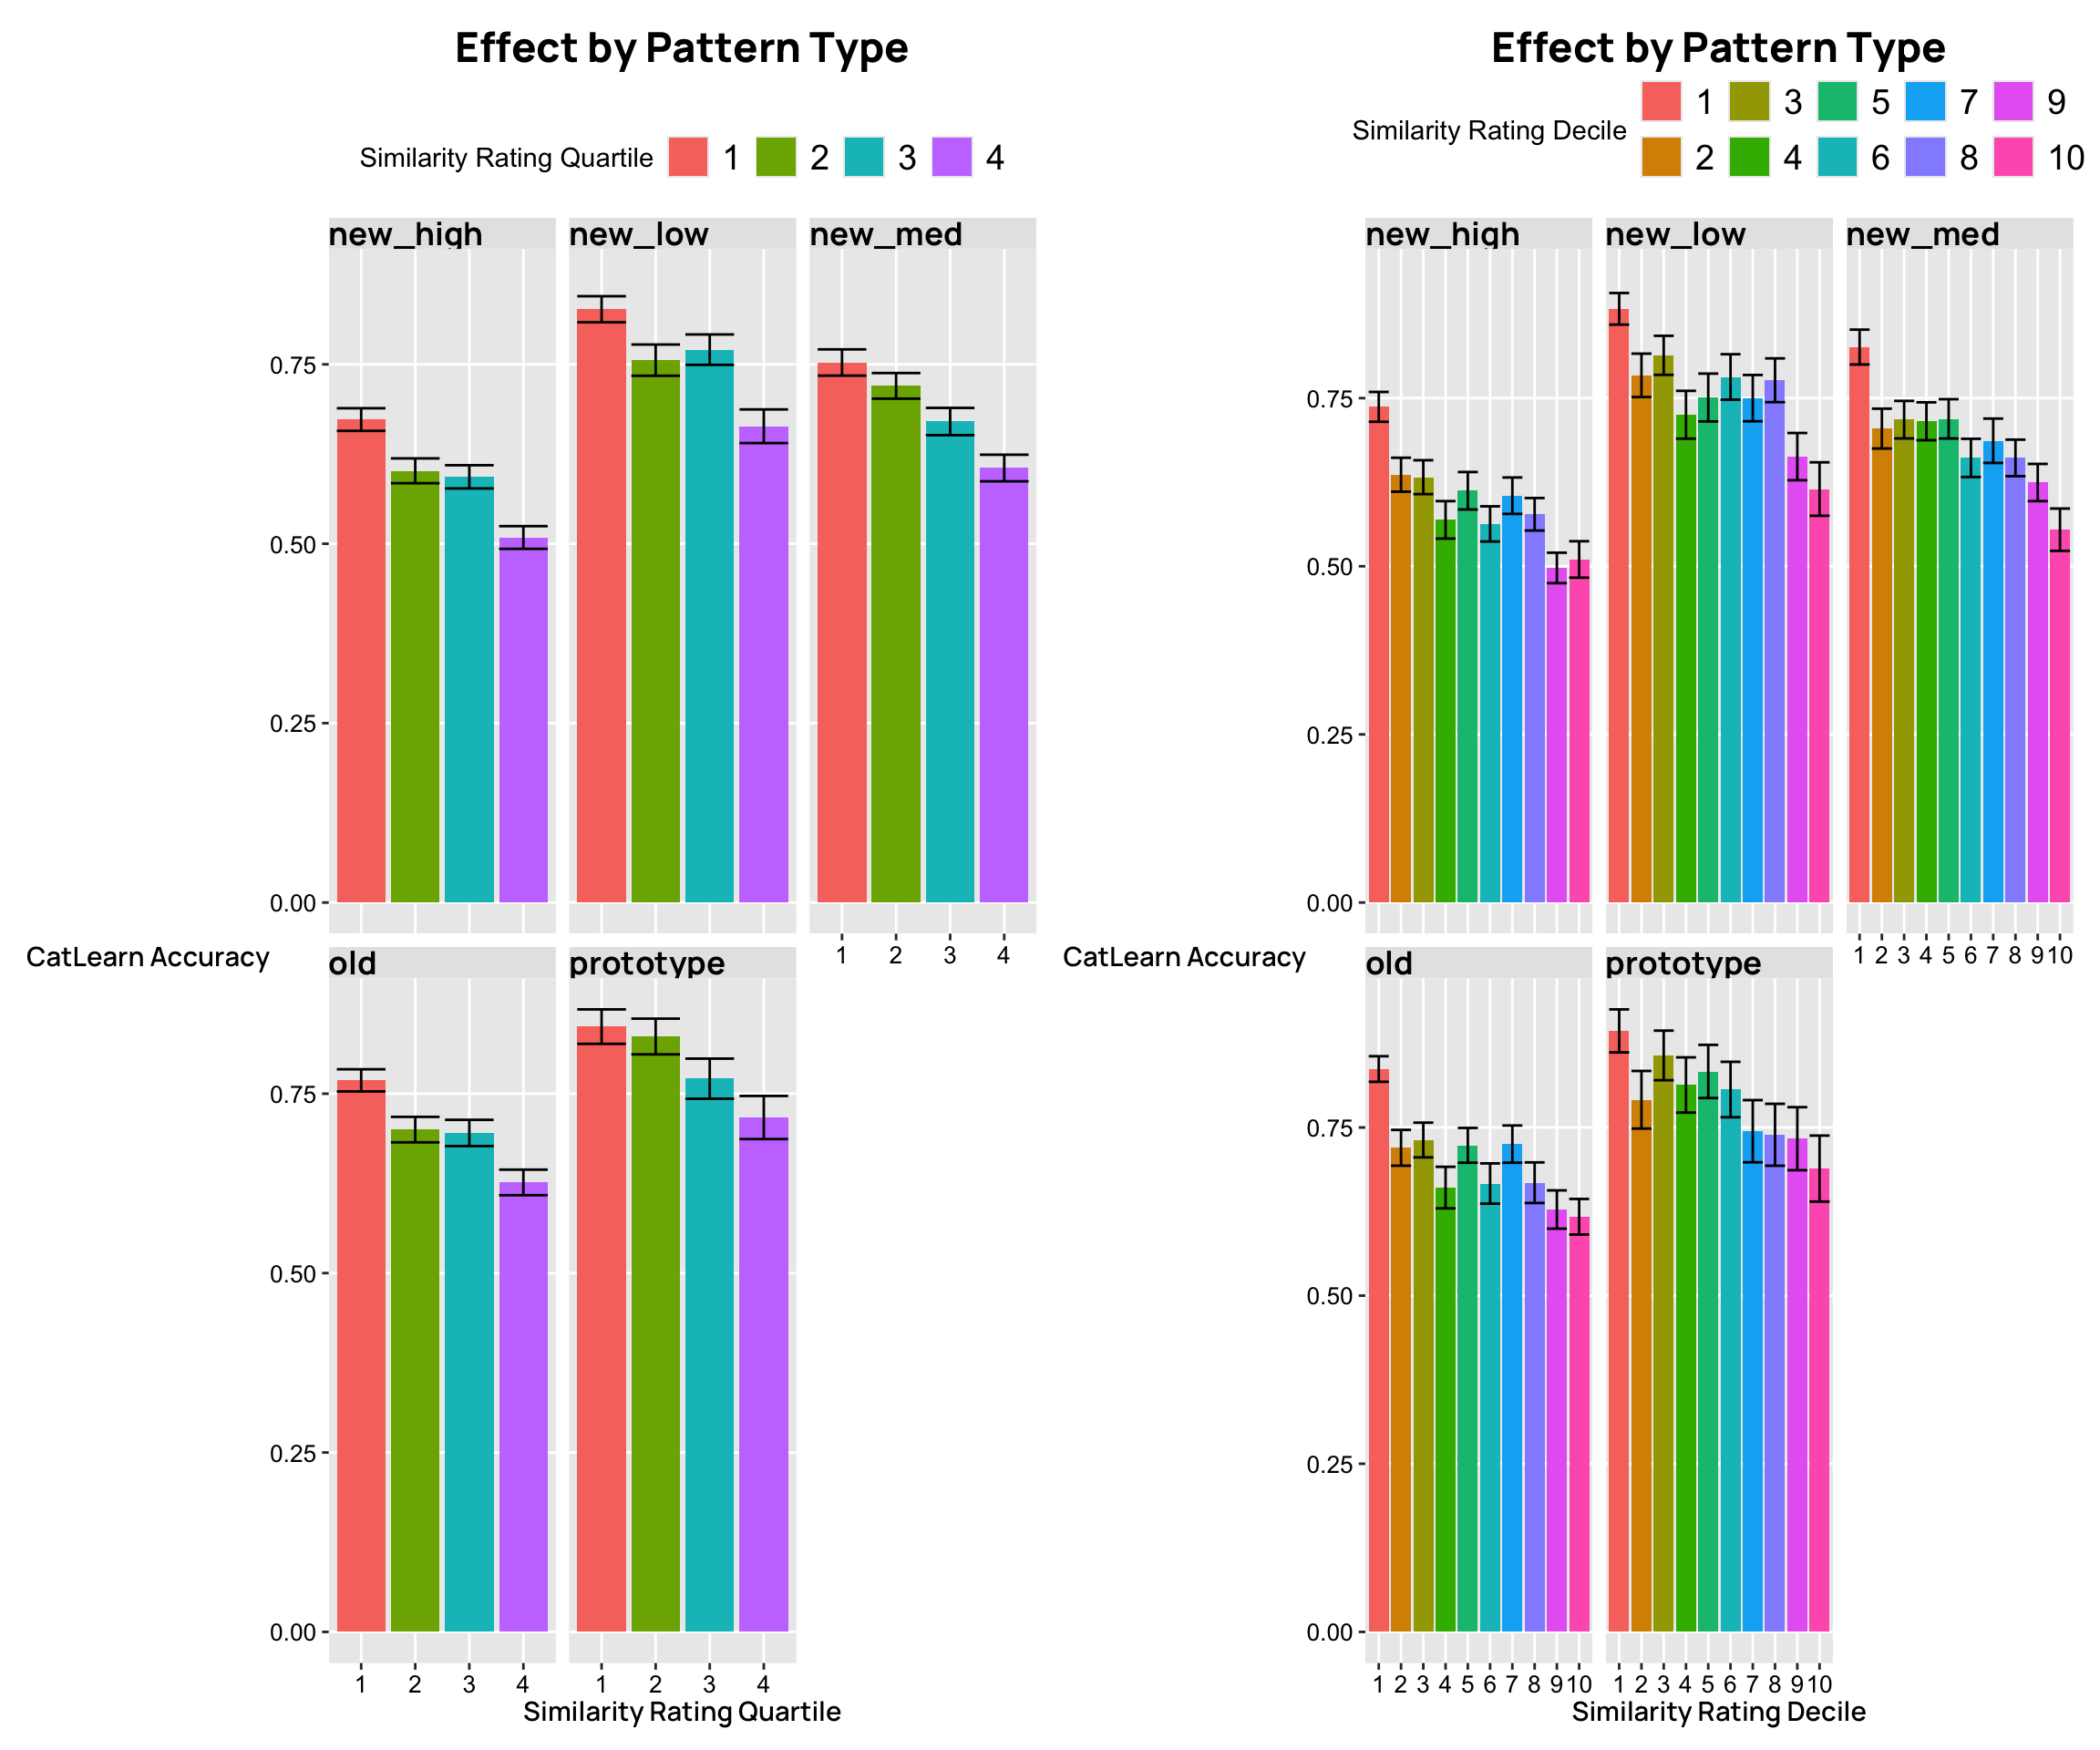 Effect by Pattern Type
Similarity Rating Quartile 1 2 3 4
new_high new_low new_med
0.75
0.50
0.25
0.00
1 2 3 4
CatLearn Accuracy
old prototype
0.75
0.50
0.25
0.00
1 2 3 4 1 2 3 4
Similarity Rating Quartile
Effect by Pattern Type
Similarity Rating Decile
1 3 5 7 9
2 4 6 8 10
new_high new_low new_med
0.75
0.50
0.25
0.00
1 2 3 4 5 6 7 8 9 10
CatLearn Accuracy
old prototype
0.75
0.50
0.25
0.00
1 2 3 4 5 6 7 8 9 10 1 2 3 4 5 6 7 8 9 10
Similarity Rating Decile